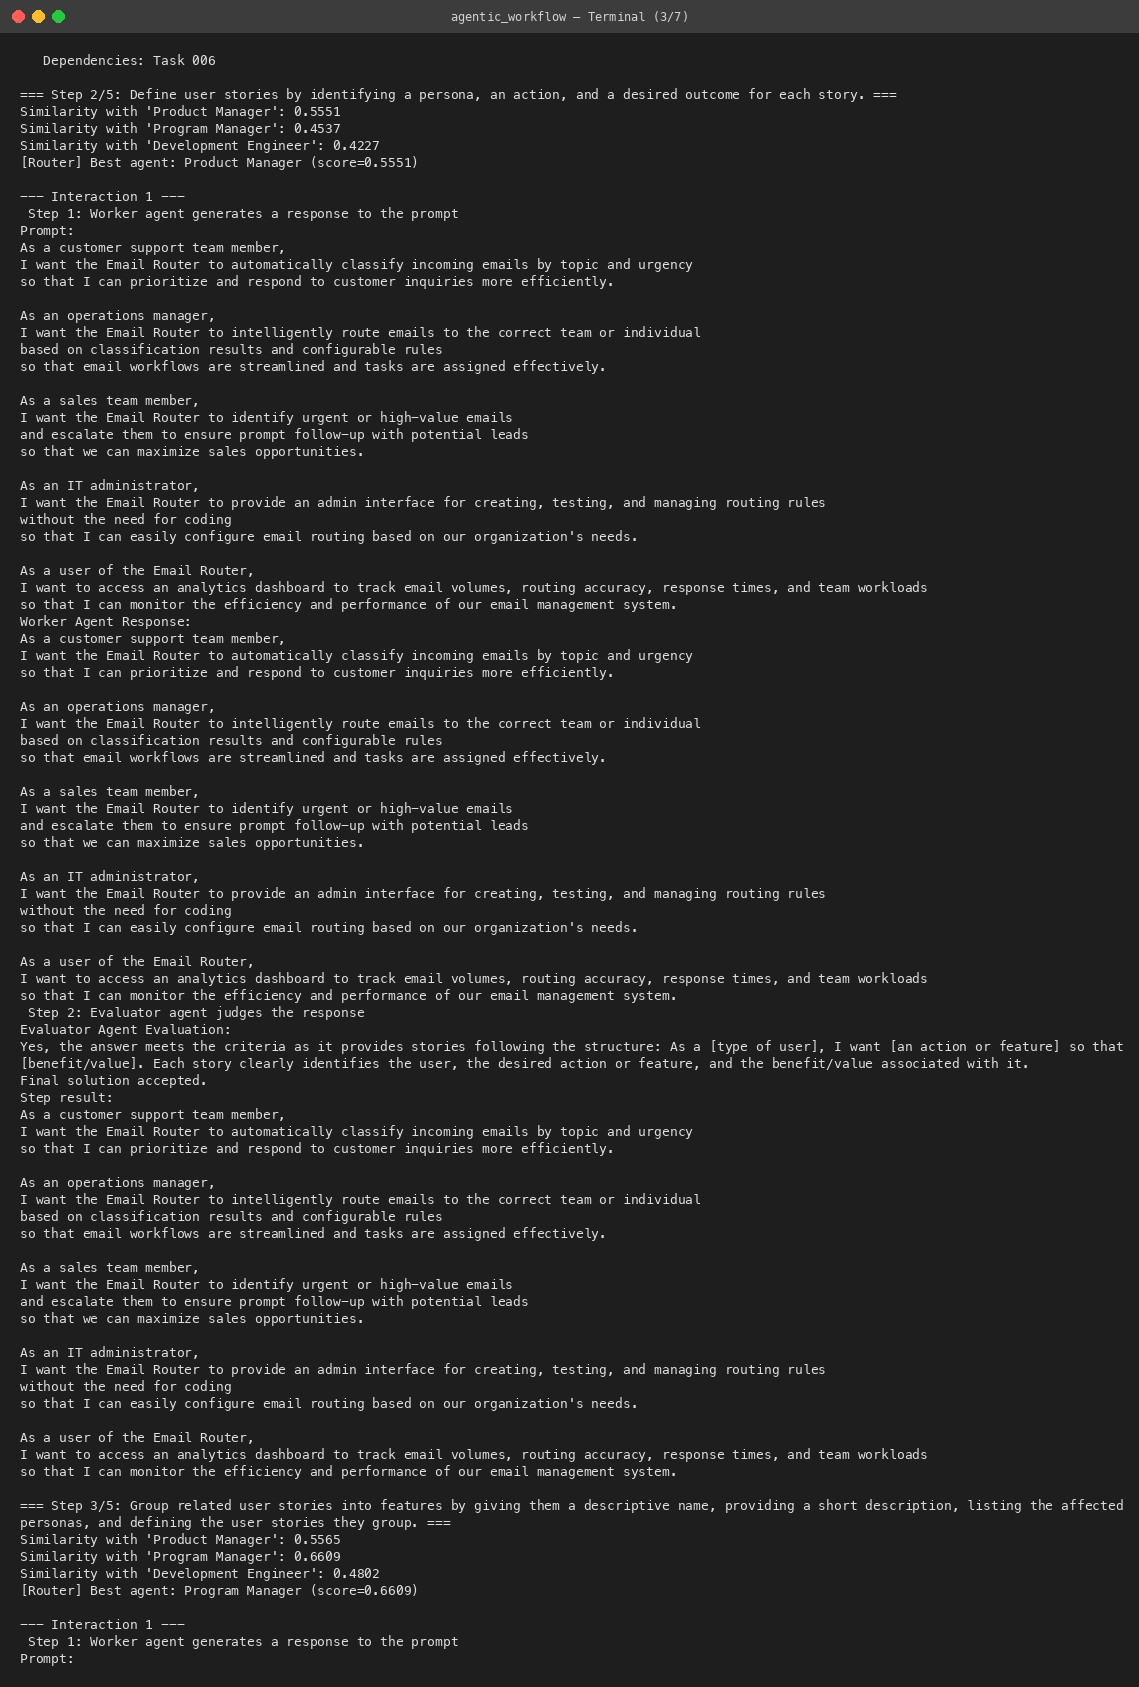 agentic_workflow — Terminal (3/7)
Dependencies: Task 006
=== Step 2/5: Define user stories by identifying a persona, an action, and a desired outcome for each story. ===
Similarity with 'Product Manager': 0.5551
Similarity with 'Program Manager': 0.4537
Similarity with 'Development Engineer': 0.4227
[Router] Best agent: Product Manager (score=0.5551)
--- Interaction 1 ---
Step 1: Worker agent generates a response to the prompt
Prompt:
As a customer support team member,
I want the Email Router to automatically classify incoming emails by topic and urgency
so that I can prioritize and respond to customer inquiries more efficiently.
As an operations manager,
I want the Email Router to intelligently route emails to the correct team or individual
based on classification results and configurable rules
so that email workflows are streamlined and tasks are assigned effectively.
As a sales team member,
I want the Email Router to identify urgent or high-value emails
and escalate them to ensure prompt follow-up with potential leads
so that we can maximize sales opportunities.
As an IT administrator,
I want the Email Router to provide an admin interface for creating, testing, and managing routing rules
without the need for coding
so that I can easily configure email routing based on our organization's needs.
As a user of the Email Router,
I want to access an analytics dashboard to track email volumes, routing accuracy, response times, and team workloads
so that I can monitor the efficiency and performance of our email management system.
Worker Agent Response:
As a customer support team member,
I want the Email Router to automatically classify incoming emails by topic and urgency
so that I can prioritize and respond to customer inquiries more efficiently.
As an operations manager,
I want the Email Router to intelligently route emails to the correct team or individual
based on classification results and configurable rules
so that email workflows are streamlined and tasks are assigned effectively.
As a sales team member,
I want the Email Router to identify urgent or high-value emails
and escalate them to ensure prompt follow-up with potential leads
so that we can maximize sales opportunities.
As an IT administrator,
I want the Email Router to provide an admin interface for creating, testing, and managing routing rules
without the need for coding
so that I can easily configure email routing based on our organization's needs.
As a user of the Email Router,
I want to access an analytics dashboard to track email volumes, routing accuracy, response times, and team workloads
so that I can monitor the efficiency and performance of our email management system.
Step 2: Evaluator agent judges the response
Evaluator Agent Evaluation:
Yes, the answer meets the criteria as it provides stories following the structure: As a [type of user], I want [an action or feature] so that
[benefit/value]. Each story clearly identifies the user, the desired action or feature, and the benefit/value associated with it.
Final solution accepted.
Step result:
As a customer support team member,
I want the Email Router to automatically classify incoming emails by topic and urgency
so that I can prioritize and respond to customer inquiries more efficiently.
As an operations manager,
I want the Email Router to intelligently route emails to the correct team or individual
based on classification results and configurable rules
so that email workflows are streamlined and tasks are assigned effectively.
As a sales team member,
I want the Email Router to identify urgent or high-value emails
and escalate them to ensure prompt follow-up with potential leads
so that we can maximize sales opportunities.
As an IT administrator,
I want the Email Router to provide an admin interface for creating, testing, and managing routing rules
without the need for coding
so that I can easily configure email routing based on our organization's needs.
As a user of the Email Router,
I want to access an analytics dashboard to track email volumes, routing accuracy, response times, and team workloads
so that I can monitor the efficiency and performance of our email management system.
=== Step 3/5: Group related user stories into features by giving them a descriptive name, providing a short description, listing the affected
personas, and defining the user stories they group. ===
Similarity with 'Product Manager': 0.5565
Similarity with 'Program Manager': 0.6609
Similarity with 'Development Engineer': 0.4802
[Router] Best agent: Program Manager (score=0.6609)
--- Interaction 1 ---
Step 1: Worker agent generates a response to the prompt
Prompt: